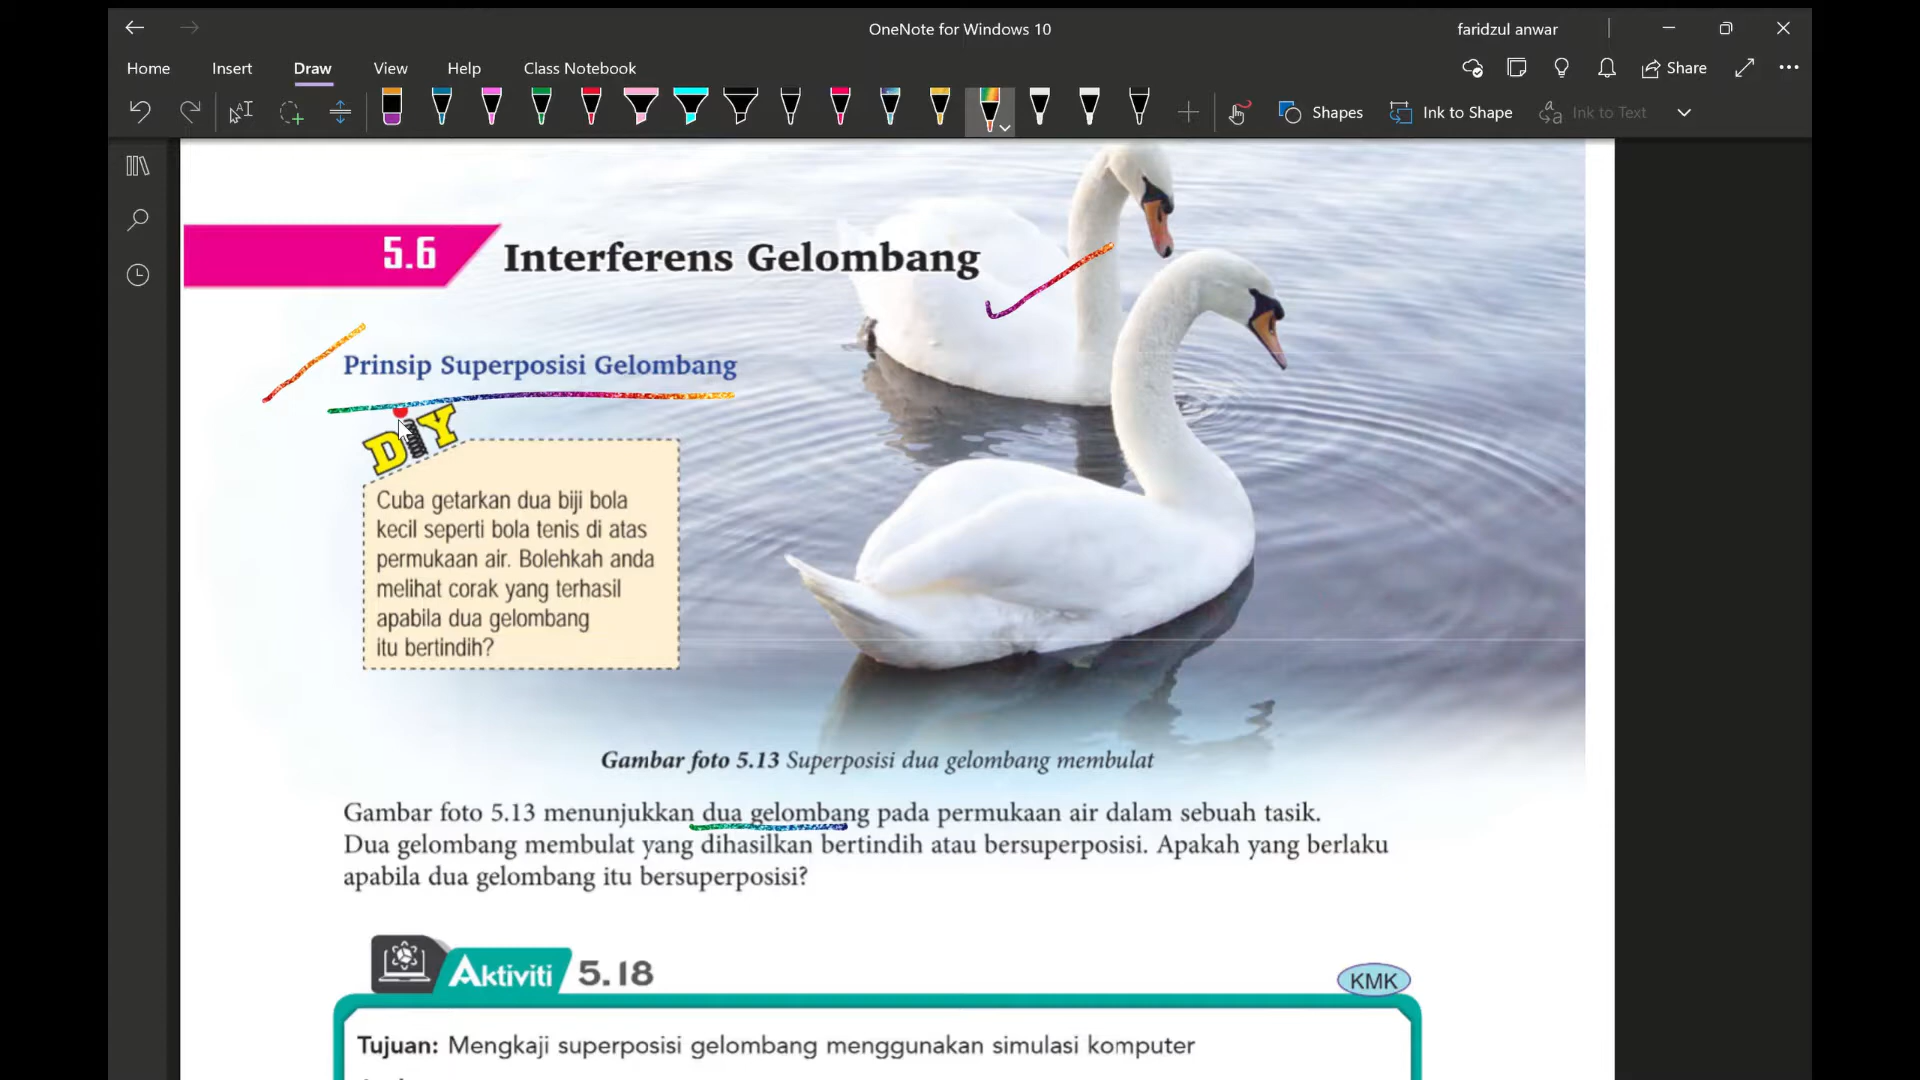 OneNote for Windows 10
faridzul anwar
Home Insert Draw View Help Class Notebook
Share
Shapes Ink to Shape Ink to Text
5.6 Interferens Gelombang
Prinsip Superposisi Gelombang
DIY
Cuba getarkan dua biji bola
kecil seperti bola tenis di atas
permukaan air. Bolehkah anda
melihat corak yang terhasil
apabila dua gelombang
itu bertindih?
Gambar foto 5.13 Superposisi dua gelombang membulat
Gambar foto 5.13 menunjukkan dua gelombang pada permukaan air dalam sebuah tasik.
Dua gelombang membulat yang dihasilkan bertindih atau bersuperposisi. Apakah yang berlaku
apabila dua gelombang itu bersuperposisi?
Aktiviti 5.18
KMK
Tujuan: Mengkaji superposisi gelombang menggunakan simulasi komputer